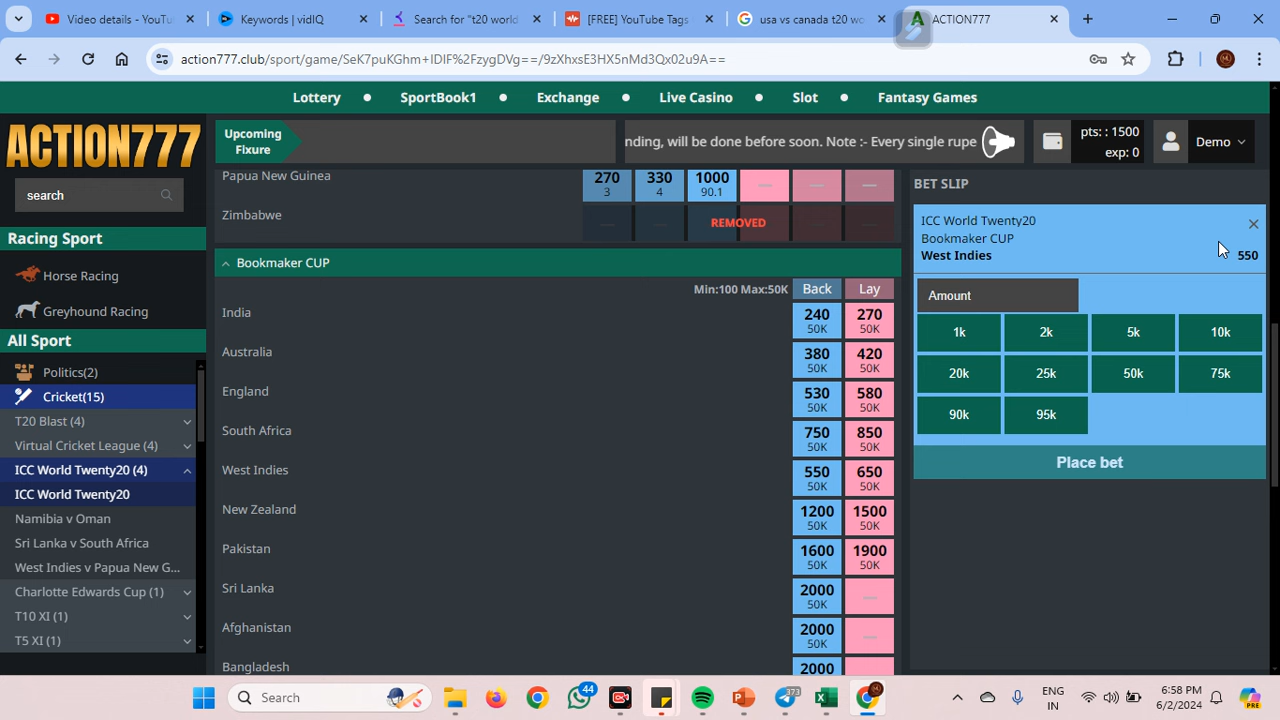 Video details - YouTu
Keywords | vidIQ
Search for "t20 world
[FREE] YouTube Tags
usa vs canada t20 wo
ACTION777
action777.club/sport/game/SeK7puKGhm+IDIF%2FzygDVg==/9zXhxsE3HX5nMd3Qx02u9A==
Lottery SportBook1 Exchange Live Casino Slot Fantasy Games
ACTION777
Upcoming
Fixure
nding, will be done before soon. Note :- Every single rupe
pts: : 1500
exp: 0
Demo
search
Racing Sport
Horse Racing
Greyhound Racing
All Sport
Politics(2)
Cricket(15)
T20 Blast (4)
Virtual Cricket League (4)
ICC World Twenty20 (4)
ICC World Twenty20
Namibia v Oman
Sri Lanka v South Africa
West Indies v Papua New G...
Charlotte Edwards Cup (1)
T10 XI (1)
T5 XI (1)
Papua New Guinea 270 330 1000 — — —
3 4 90.1
Zimbabwe — — — — — —
REMOVED
Bookmaker CUP
Min:100 Max:50K Back Lay
India 240 270
50K 50K
Australia 380 420
50K 50K
England 530 580
50K 50K
South Africa 750 850
50K 50K
West Indies 550 650
50K 50K
New Zealand 1200 1500
50K 50K
Pakistan 1600 1900
50K 50K
Sri Lanka 2000 —
50K
Afghanistan 2000 —
50K
Bangladesh 2000
BET SLIP
ICC World Twenty20
Bookmaker CUP
West Indies 550
Amount
1k 2k 5k 10k
20k 25k 50k 75k
90k 95k
Place bet
Search
44
373
ENG
IN
6:58 PM
6/2/2024
PRE